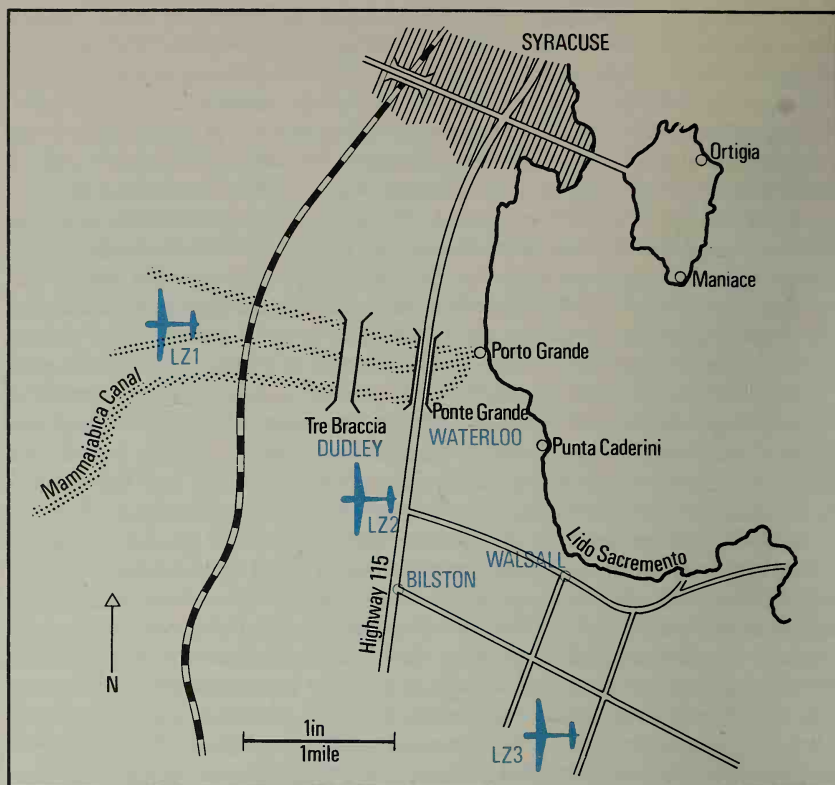 SYRACUSE
Ortigia
Maniace
LZ1
Porto Grande
Mammaiabica Canal
Tre Braccia
Ponte Grande
DUDLEY
WATERLOO
Punta Caderini
LZ2
Lido Sacremento
WALSALL
BILSTON
Highway 115
N
1in
1mile
LZ3